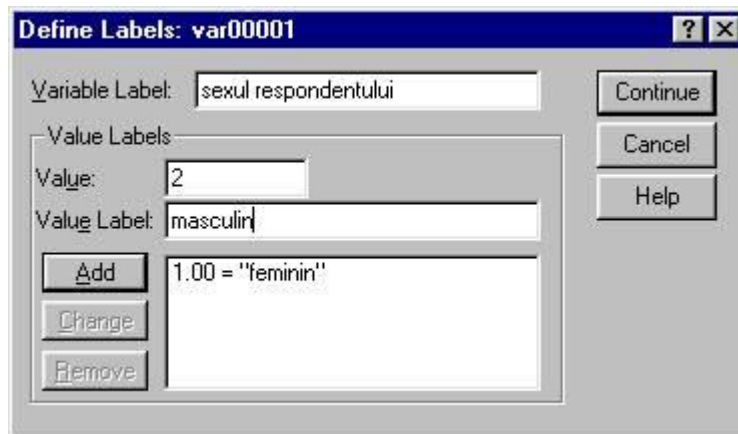 Define Labels: var00001
? X
Variable Label: sexul respondentului
Continue
Value Labels
Cancel
Value: 2
Help
Value Label: masculin
Add
1.00 = "feminin"
Change
Remove